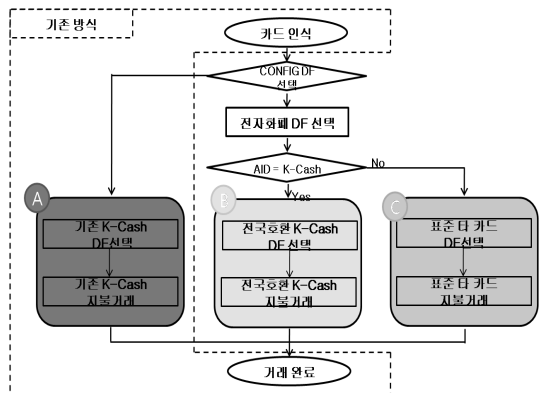 기존 방식
카드 인식
CONFIG DF
선택
전자화폐 DF 선택
AID = K-Cash
No
Yes
A
B
C
기존 K-Cash
DF선택
기존 K-Cash
지불거래
전국호환 K-Cash
DF선택
전국호환 K-Cash
지불거래
표준 타 카드
DF선택
표준 타 카드
지불거래
거래 완료